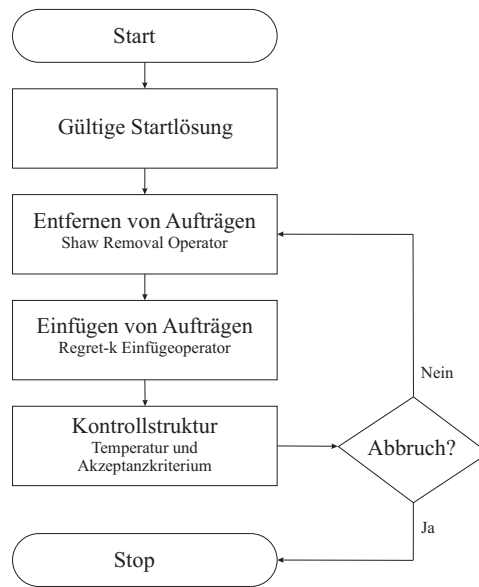 Start
Gültige Startlösung
Entfernen von Aufträgen
Shaw Removal Operator
Einfügen von Aufträgen
Regret-k Einfügeoperator
Nein
Kontrollstruktur
Temperatur und
Akzeptanzkriterium
Abbruch?
Ja
Stop